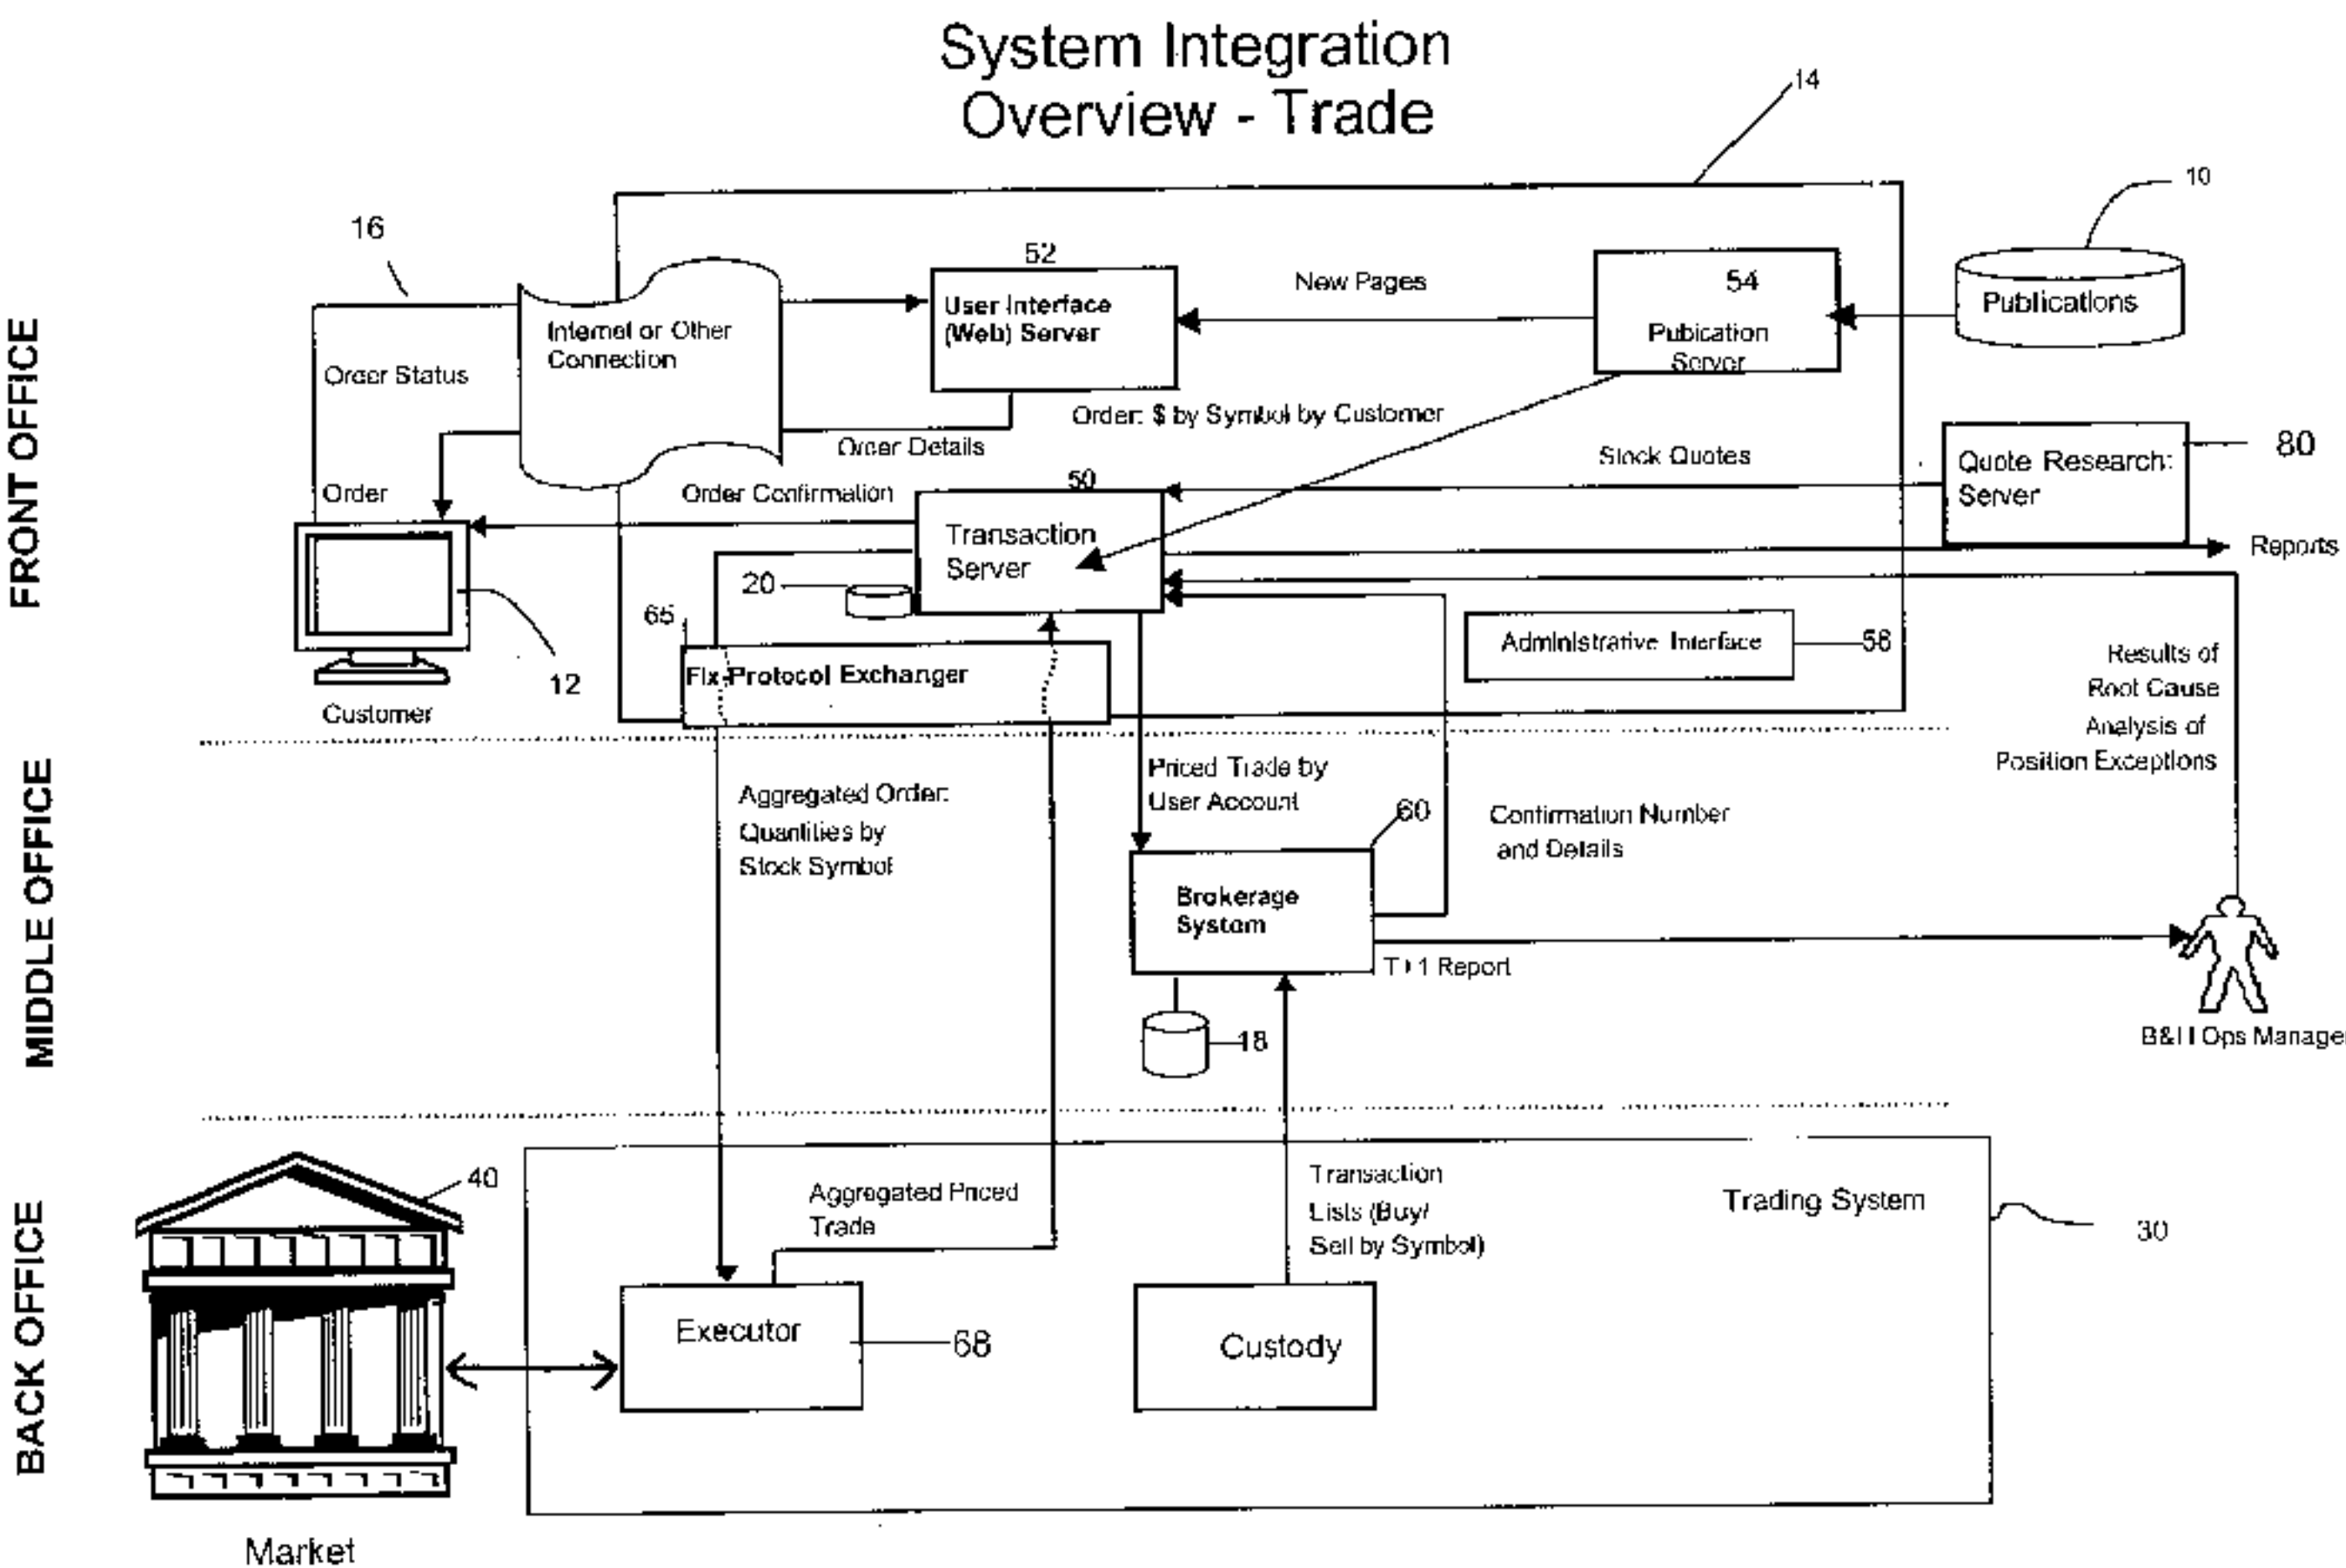 System Integration
Overview - Trade
14
10
16
52
54
New Pages
Publications
User Interface
(Web) Server
Internet or Other
Connection
Pubication
Server
Order Status
Order: $ by Symbol by Customer
Order Details
Stock Quotes
80
Quote Research:
Server
FRONT OFFICE
Order
Order Confirmation
50
Transaction
Server
Reports
20
65
Administrative Interface
Fix-Protocol Exchanger
12
Customer
Results of
Root Cause
Analysis of
Position Exceptions
MIDDLE OFFICE
Aggregated Order:
Quantities by
Stock Symbol
Priced Trade by
User Account
60
Confirmation Number
and Details
Brokerage
System
T+1 Report
18
Ops Manage
BACK OFFICE
40
Aggregated Priced
Trade
Transaction
Lists (Buy/
Sell by Symbol)
Trading System
30
Executor
68
Custody
Market